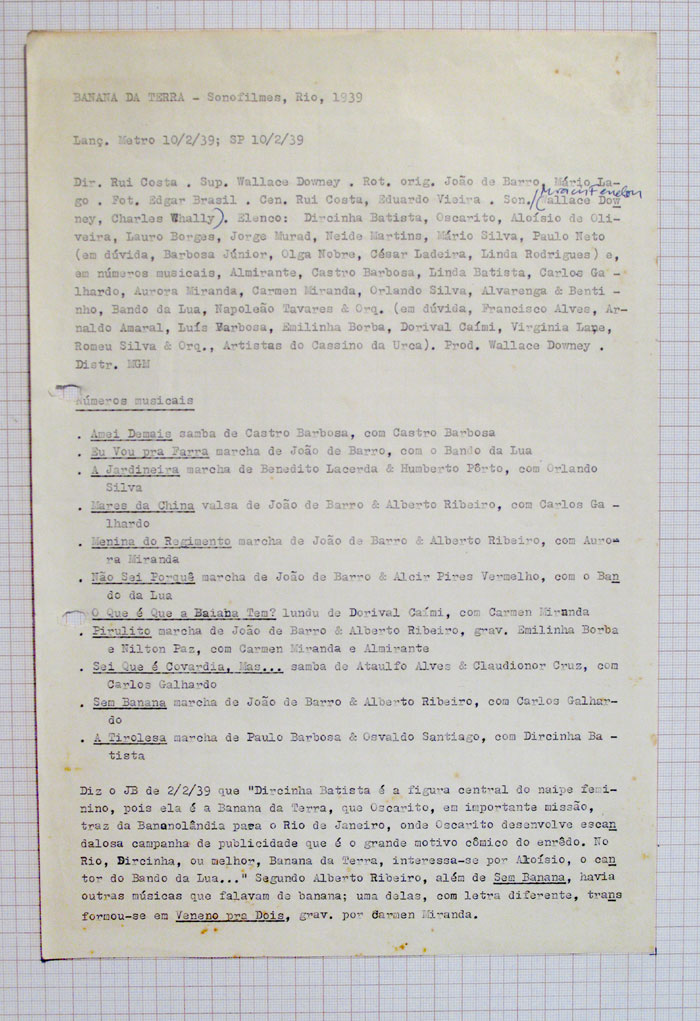 BANANA DA TERRA - Sonofilmes, Rio, 1939
Lanç. Metro 10/2/39; SP 10/2/39
Dir. Rui Costa . Sup. Wallace Downey . Rot. orig. João de Barro, Mário La-
go . Fot. Edgar Brasil . Cen. Rui Costa, Eduardo Vieira . Son. (Wallace Dow
ney, Charles Whally). Elenco: Dircinha Batista, Oscarito, Aloísio de Oli-
veira, Lauro Borges, Jorge Murad, Neide Martins, Mário Silva, Paulo Neto
(em dúvida, Barbosa Júnior, Olga Nobre, César Ladeira, Linda Rodrigues) e,
em números musicais, Almirante, Castro Barbosa, Linda Batista, Carlos Ga -
lhardo, Aurora Miranda, Carmen Miranda, Orlando Silva, Alvarenga & Benti -
nho, Bando da Lua, Napoleão Tavares & Orq. (em dúvida, Francisco Alves, Ar-
naldo Amaral, Luís Barbosa, Emilinha Borba, Dorival Caími, Virginia Lane,
Romeu Silva & Orq., Artistas do Cassino da Urca). Prod. Wallace Downey .
Distr. MGM
Números musicais
. Amei Demais samba de Castro Barbosa, com Castro Barbosa
. Eu Vou pra Farra marcha de João de Barro, com o Bando da Lua
. A Jardineira marcha de Benedito Lacerda & Humberto Pôrto, com Orlando
Silva
. Mares da China valsa de João de Barro & Alberto Ribeiro, com Carlos Ga -
lhardo
. Menina do Regimento marcha de João de Barro & Alberto Ribeiro, com Auro-
ra Miranda
. Não Sei Porquê marcha de João de Barro & Alcir Pires Vermelho, com o Ban
do da Lua
. O Que é Que a Baiana Tem? lundu de Dorival Caími, com Carmen Miranda
. Pirulito marcha de João de Barro & Alberto Ribeiro, grav. Emilinha Borba
e Nilton Paz, com Carmen Miranda e Almirante
. Sei Que é Covardia, Mas... samba de Ataulfo Alves & Claudionor Cruz, com
Carlos Galhardo
. Sem Banana marcha de João de Barro & Alberto Ribeiro, com Carlos Galhar-
do
. A Tirolesa marcha de Paulo Barbosa & Osvaldo Santiago, com Dircinha Ba -
tista
Diz o JB de 2/2/39 que "Dircinha Batista é a figura central do naipe femi-
nino, pois ela é a Banana da Terra, que Oscarito, em importante missão,
traz da Bananolândia para o Rio de Janeiro, onde Oscarito desenvolve escan
dalosa campanha de publicidade que é o grande motivo cômico do enrêdo. No
Rio, Dircinha, ou melhor, Banana da Terra, interessa-se por Aloísio, o can
tor do Bando da Lua..." Segundo Alberto Ribeiro, além de Sem Banana, havia
outras músicas que falavam de banana; uma delas, com letra diferente, trans
formou-se em Veneno pra Dois, grav. por Carmen Miranda.